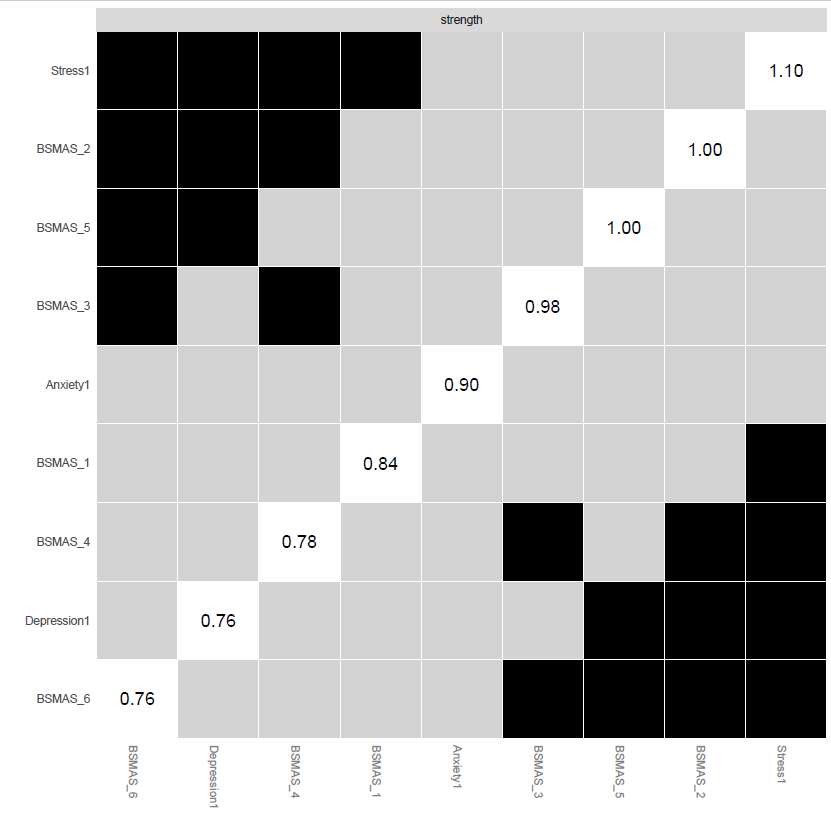 strength
Stress1 1.10
BSMAS_2 1.00
BSMAS_5 1.00
BSMAS_3 0.98
Anxiety1 0.90
BSMAS_1 0.84
BSMAS_4 0.78
Depression1 0.76
BSMAS_6 0.76
BSMAS_6 Depression1 BSMAS_4 BSMAS_1 Anxiety1 BSMAS_3 BSMAS_5 BSMAS_2 Stress1